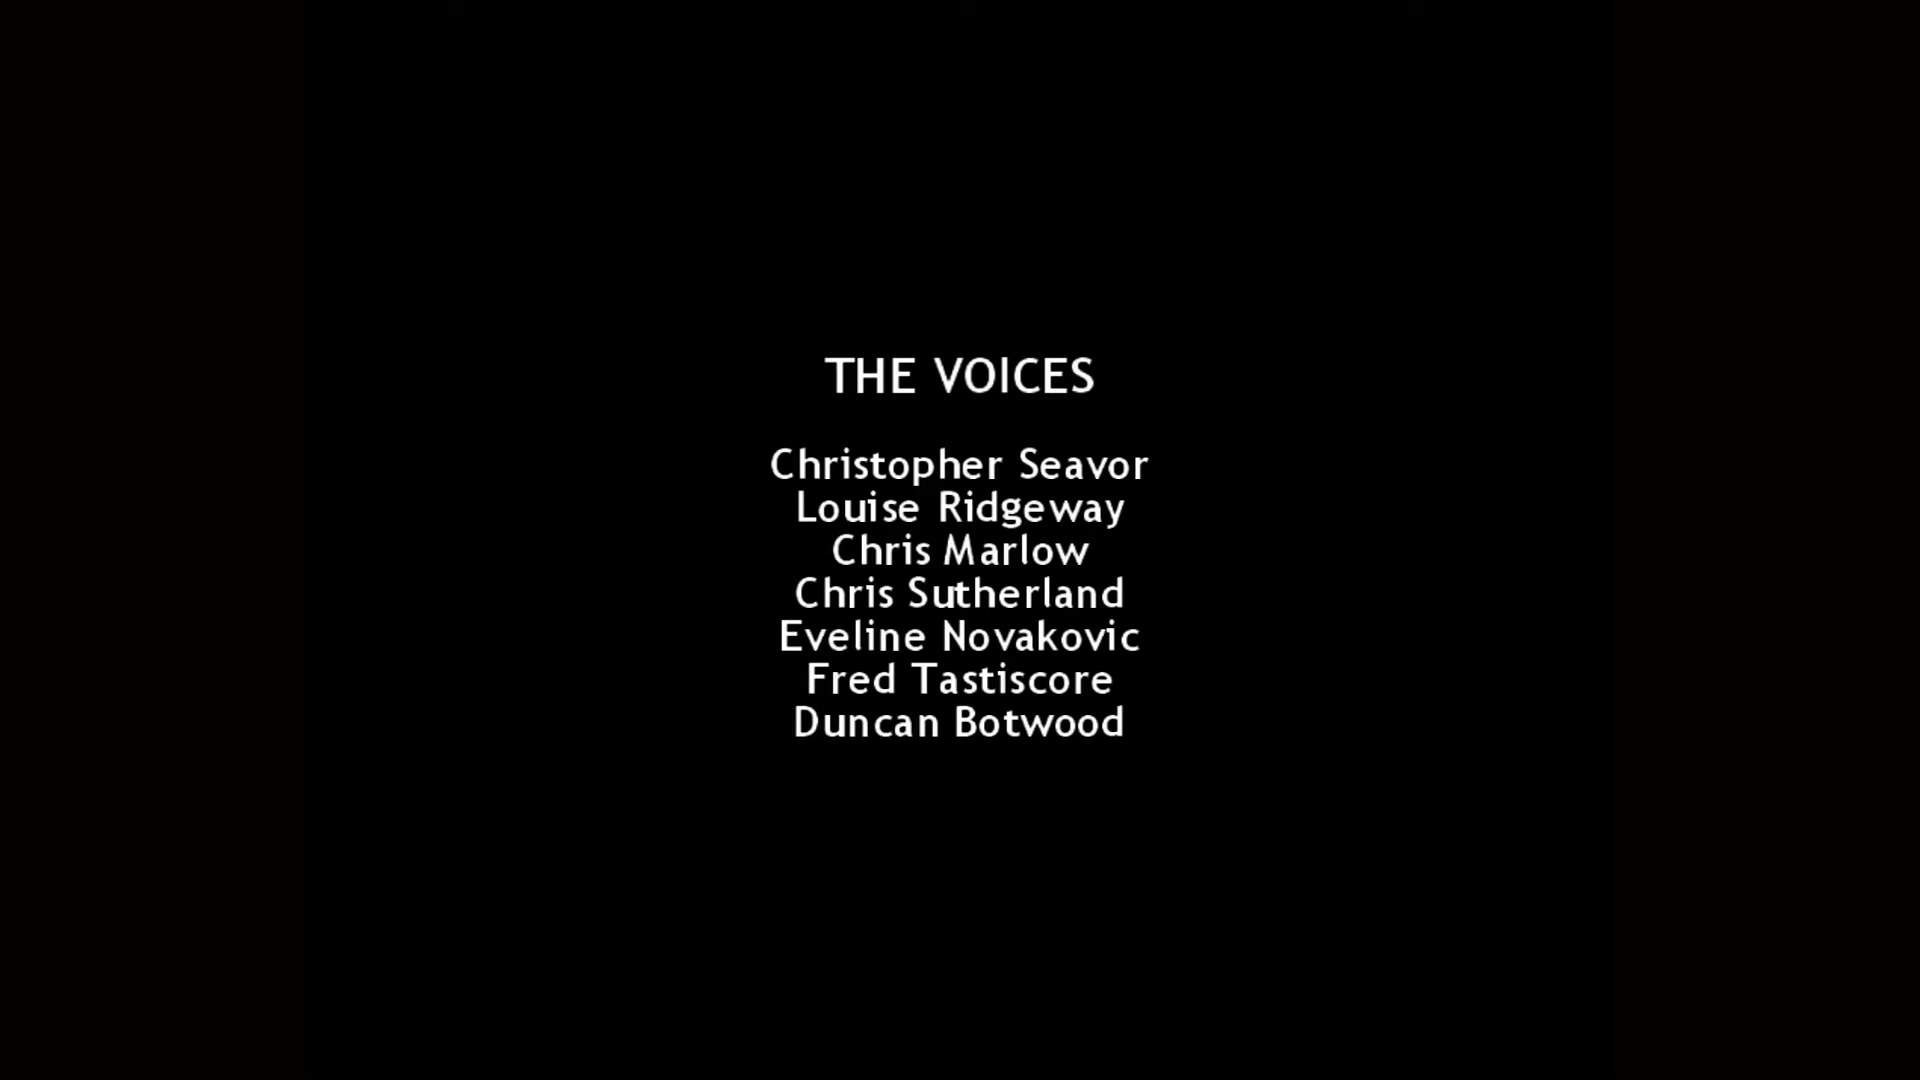 THE VOICES
Christopher Seavor
Louise Ridgeway
Chris Marlow
Chris Sutherland
Eveline Novakovic
Fred Tastiscore
Duncan Botwood